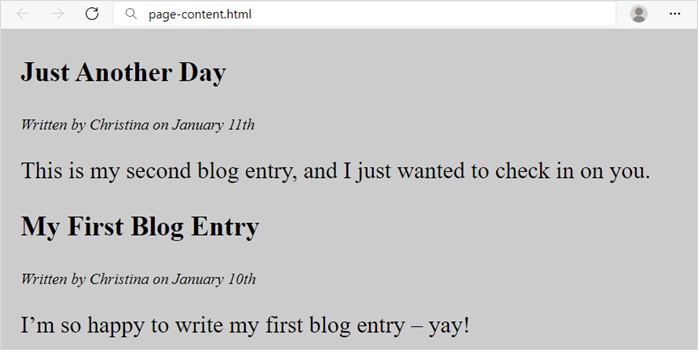 page-content.html
Just Another Day
Written by Christina on January 11th
This is my second blog entry, and I just wanted to check in on you.
My First Blog Entry
Written by Christina on January 10th
I’m so happy to write my first blog entry – yay!